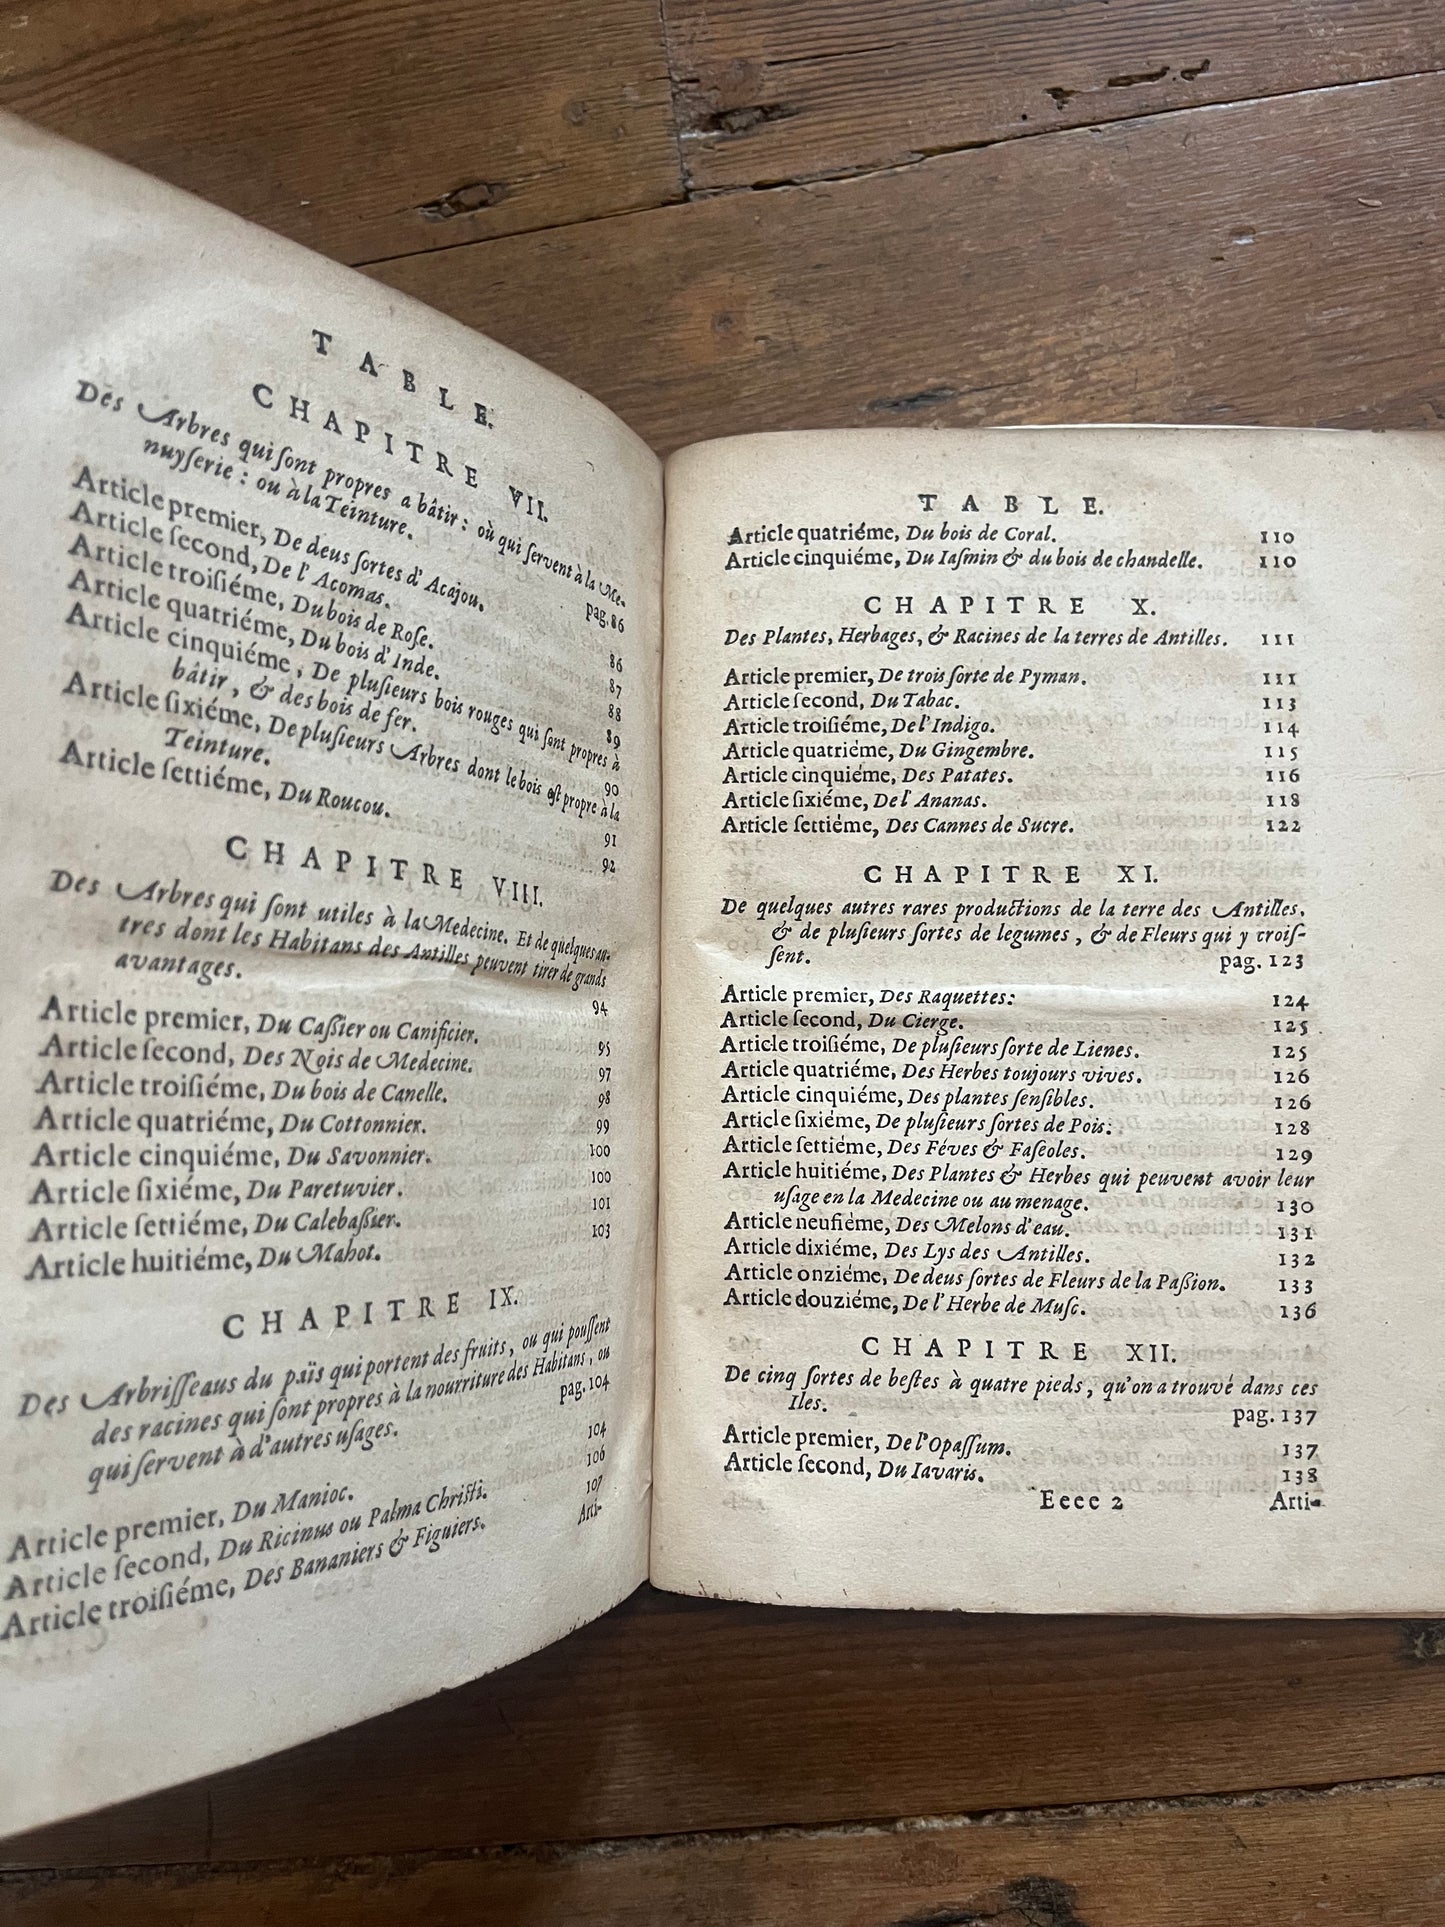 TABLE.
CHAPITRE VII.
Des Arbres qui ſont propres a bâtir: où qui ſervent à la Me-
nuyſerie: ou à la Teinture. pag. 86
Article premier, De deus ſortes d'Acajou. 86
Article ſecond, De l'Acomas. 87
Article troiſiéme, Du bois de Roſe. 88
Article quatriéme, Du bois d'Inde. 89
Article cinquiéme, De pluſieurs bois rouges qui ſont propres à
bâtir, & des bois de fer. 90
Article ſixiéme, De pluſieurs Arbres dont le bois est propre à la
Teinture. 91
Article ſettiéme, Du Roucou. 92
CHAPITRE VIII.
Des Arbres qui ſont utiles à la Medecine. Et de quelques au-
tres dont les Habitans des Antilles peuvent tirer de grands
avantages. 94
Article premier, Du Caßier ou Canificier. 95
Article ſecond, Des Nois de Medecine. 97
Article troiſiéme, Du bois de Canelle. 98
Article quatriéme, Du Cottonnier. 99
Article cinquiéme, Du Savonnier. 100
Article ſixiéme, Du Paretuvier. 100
Article ſettiéme, Du Calebaßier. 101
Article huitiéme, Du Mahot. 103
CHAPITRE IX.
Des Arbriſſeaus du païs qui portent des fruits, ou qui pouſſent
des racines qui ſont propres à la nourriture des Habitans, ou
qui ſervent à d'autres uſages. pag. 104
Article premier, Du Manioc. 104
Article ſecond, Du Ricinus ou Palma Christi. 106
Article troiſiéme, Des Bananiers & Figuiers. 107
Arti-
TABLE.
Article quatriéme, Du bois de Coral. 110
Article cinquiéme, Du Iaſmin & du bois de chandelle. 110
CHAPITRE X.
Des Plantes, Herbages, & Racines de la terres de Antilles. 111
Article premier, De trois ſorte de Pyman. 111
Article ſecond, Du Tabac. 113
Article troiſiéme, De l'Indigo. 114
Article quatriéme, Du Gingembre. 115
Article cinquiéme, Des Patates. 116
Article ſixiéme, De l'Ananas. 118
Article ſettiéme, Des Cannes de Sucre. 122
CHAPITRE XI.
De quelques autres rares productions de la terre des Antilles,
& de pluſieurs ſortes de legumes, & de Fleurs qui y croiſ-
ſent. pag. 123
Article premier, Des Raquettes: 124
Article ſecond, Du Cierge. 125
Article troiſiéme, De pluſieurs ſorte de Lienes. 125
Article quatriéme, Des Herbes toujours vives. 126
Article cinquiéme, Des plantes ſenſibles. 126
Article ſixiéme, De pluſieurs ſortes de Pois: 128
Article ſettiéme, Des Féves & Faſeoles. 129
Article huitiéme, Des Plantes & Herbes qui peuvent avoir leur
uſage en la Medecine ou au menage. 130
Article neufiéme, Des Melons d'eau. 131
Article dixiéme, Des Lys des Antilles. 132
Article onziéme, De deus ſortes de Fleurs de la Paßion. 133
Article douziéme, De l'Herbe de Muſc. 136
CHAPITRE XII.
De cinq ſortes de beſtes à quatre pieds, qu'on a trouvé dans ces
Iles. pag. 137
Article premier, De l'Opaſſum. 137
Article ſecond, Du Iavaris. 138
Eeee 2 Arti-